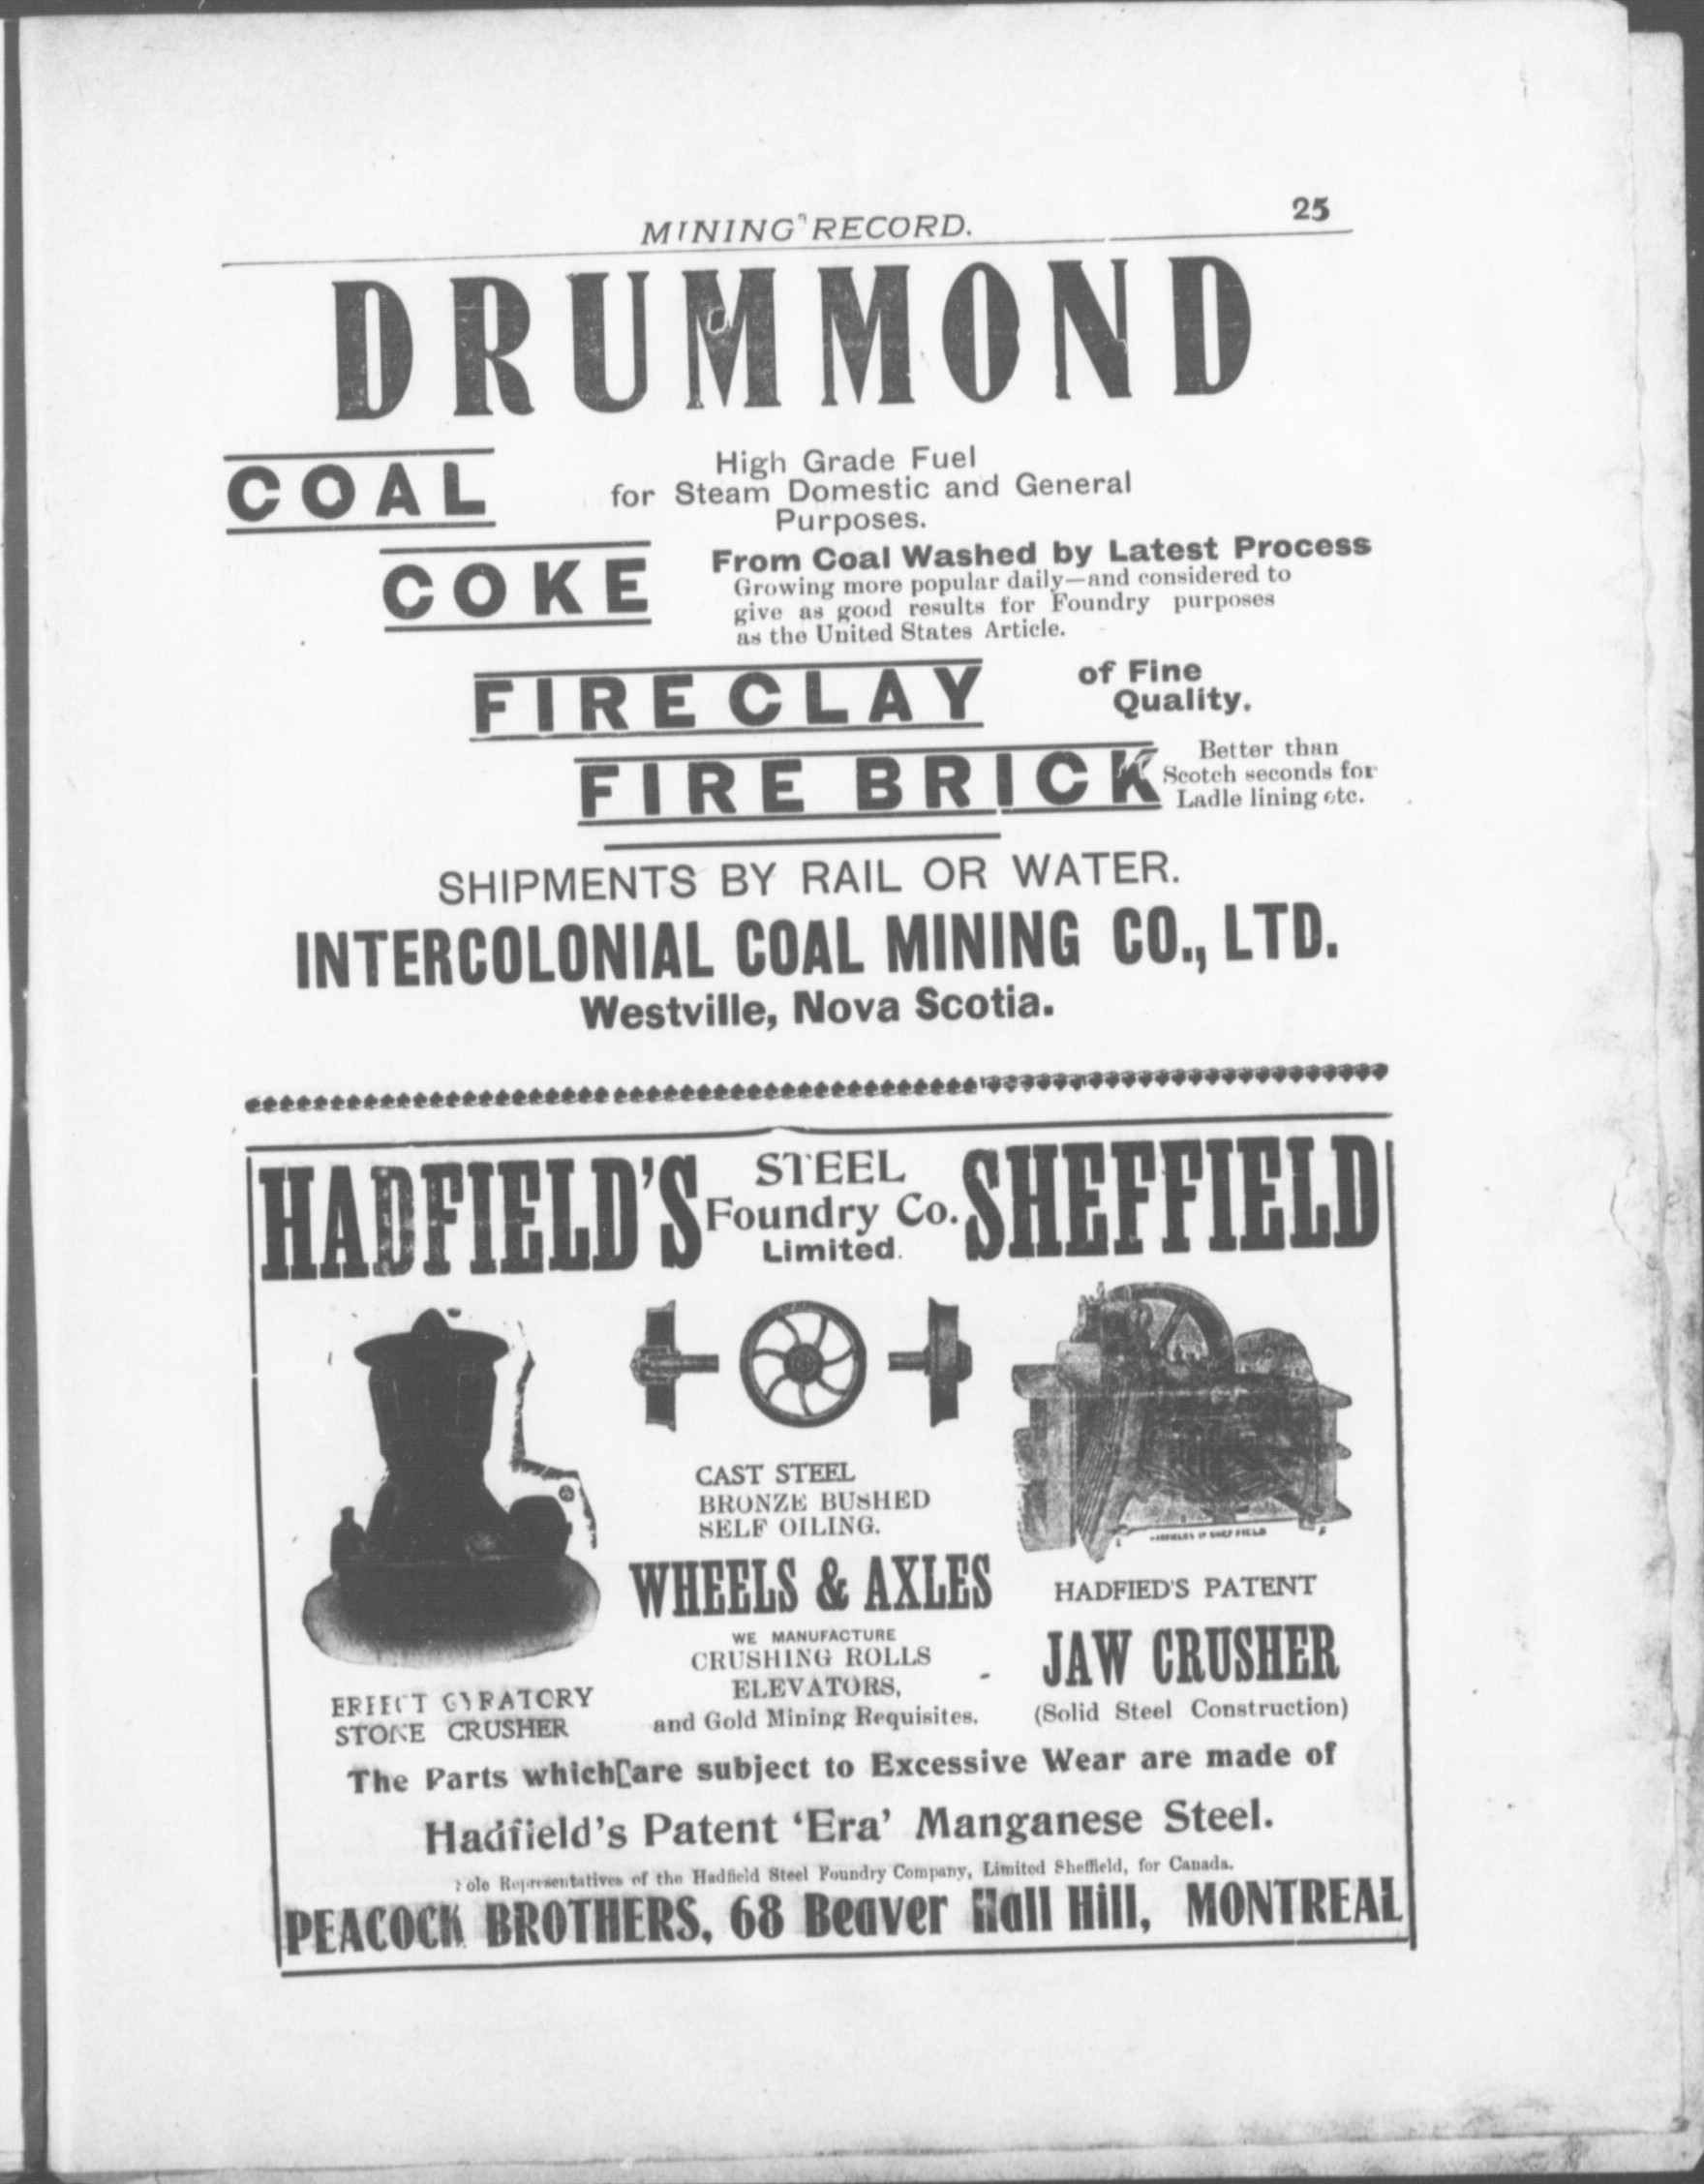 MINING RECORD.
25
DRUMMOND
COAL
High Grade Fuel
for Steam Domestic and General
Purposes.
COKE
From Coal Washed by Latest Process
Growing more popular daily—and considered to
give as good results for Foundry purposes
as the United States Article.
FIRE CLAY
of Fine
Quality.
FIRE BRICK
Better than
Scotch seconds for
Ladle lining etc.
SHIPMENTS BY RAIL OR WATER.
INTERCOLONIAL COAL MINING CO., LTD.
Westville, Nova Scotia.
HADFIELD'S
STEEL
Foundry Co.
Limited.
SHEFFIELD
CAST STEEL
BRONZE BUSHED
SELF OILING.
WHEELS & AXLES
WE MANUFACTURE
CRUSHING ROLLS
ELEVATORS,
and Gold Mining Requisites.
HADFIED'S PATENT
JAW CRUSHER
(Solid Steel Construction)
GYRATORY
STONE CRUSHER
The Parts which are subject to Excessive Wear are made of
Hadfield's Patent 'Era' Manganese Steel.
ole Representatives of the Hadfield Steel Foundry Company, Limited Sheffield, for Canada.
PEACOCK BROTHERS, 68 Beaver Hall Hill, MONTREAL